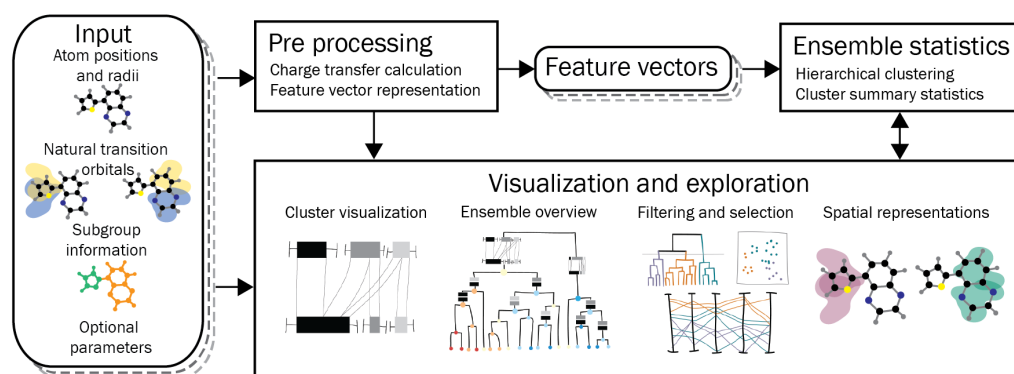 Input
Atom positions
and radii
Natural transition
orbitals
Subgroup
information
Optional
parameters
Pre processing
Charge transfer calculation
Feature vector representation
Feature vectors
Ensemble statistics
Hierarchical clustering
Cluster summary statistics
Visualization and exploration
Cluster visualization
Ensemble overview
Filtering and selection
Spatial representations